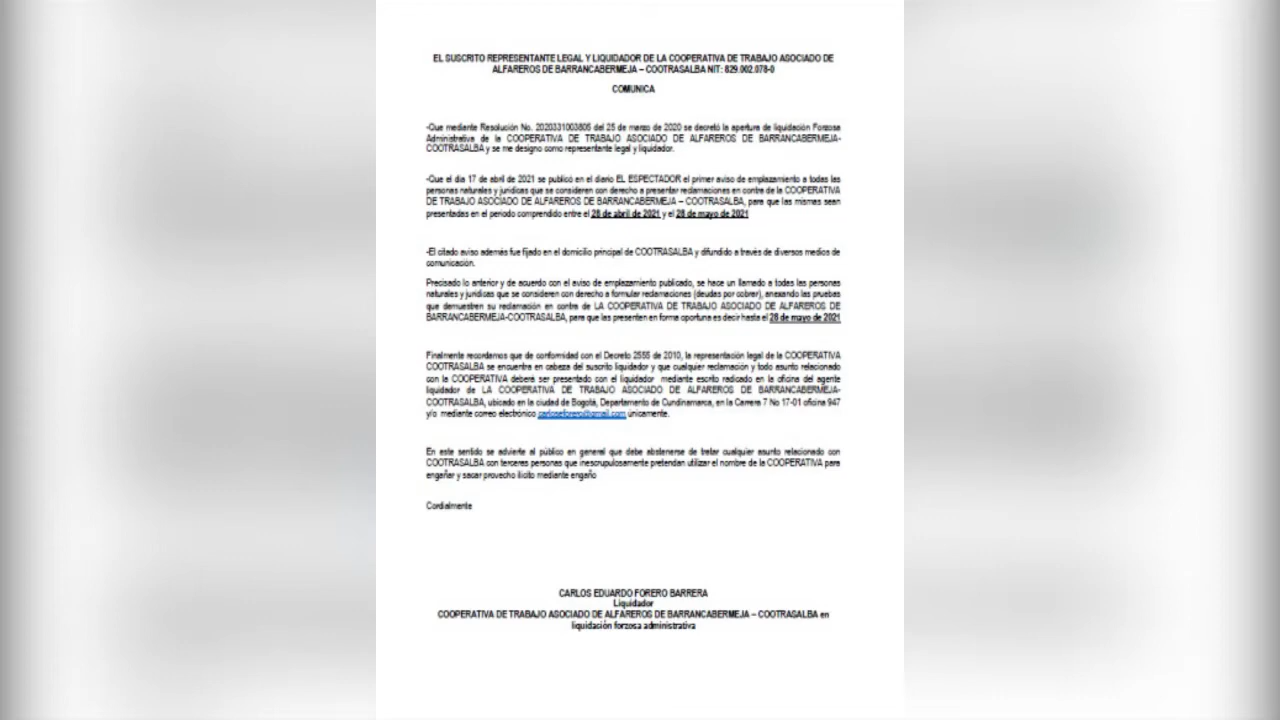 EL SUSCRITO REPRESENTANTE LEGAL Y LIQUIDADOR DE LA COOPERATIVA DE TRABAJO ASOCIADO DE
ALFAREROS DE BARRANCABERMEJA – COOTRASALBA NIT: 829.002.078-0
COMUNICA
-Que mediante Resolución No. 2020331003805 del 25 de marzo de 2020 se decretó la apertura de liquidación Forzosa
Administrativa de la COOPERATIVA DE TRABAJO ASOCIADO DE ALFAREROS DE BARRANCABERMEJA-
COOTRASALBA y se me designo como representante legal y liquidador.
-Que el día 17 de abril de 2021 se publicó en el diario EL ESPECTADOR el primer aviso de emplazamiento a todas las
personas naturales y jurídicas que se consideren con derecho a presentar reclamaciones en contra de la COOPERATIVA
DE TRABAJO ASOCIADO DE ALFAREROS DE BARRANCABERMEJA – COOTRASALBA, para que las mismas sean
presentadas en el periodo comprendido entre el 28 de abril de 2021 y el 28 de mayo de 2021
-El citado aviso además fue fijado en el domicilio principal de COOTRASALBA y difundido a través de diversos medios de
comunicación.
Precisado lo anterior y de acuerdo con el aviso de emplazamiento publicado, se hace un llamado a todas las personas
naturales y jurídicas que se consideren con derecho a formular reclamaciones (deudas por cobrar), anexando las pruebas
que demuestren su reclamación en contra de LA COOPERATIVA DE TRABAJO ASOCIADO DE ALFAREROS DE
BARRANCABERMEJA-COOTRASALBA, para que las presenten en forma oportuna es decir hasta el 28 de mayo de 2021
Finalmente recordamos que de conformidad con el Decreto 2555 de 2010, la representación legal de la COOPERATIVA
COOTRASALBA se encuentra en cabeza del suscrito liquidador y que cualquier reclamación y todo asunto relacionado
con la COOPERATIVA deberá ser presentado con el liquidador mediante escrito radicado en la oficina del agente
liquidador de LA COOPERATIVA DE TRABAJO ASOCIADO DE ALFAREROS DE BARRANCABERMEJA-
COOTRASALBA, ubicado en la ciudad de Bogotá, Departamento de Cundinamarca, en la Carrera 7 No 17-01 oficina 947
y/o mediante correo electrónico carloseforero@gmail.com únicamente.
En este sentido se advierte al público en general que debe abstenerse de tratar cualquier asunto relacionado con
COOTRASALBA con terceras personas que inescrupulosamente pretendan utilizar el nombre de la COOPERATIVA para
engañar y sacar provecho ilícito mediante engaño
Cordialmente
CARLOS EDUARDO FORERO BARRERA
Liquidador
COOPERATIVA DE TRABAJO ASOCIADO DE ALFAREROS DE BARRANCABERMEJA – COOTRASALBA en
liquidación forzosa administrativa